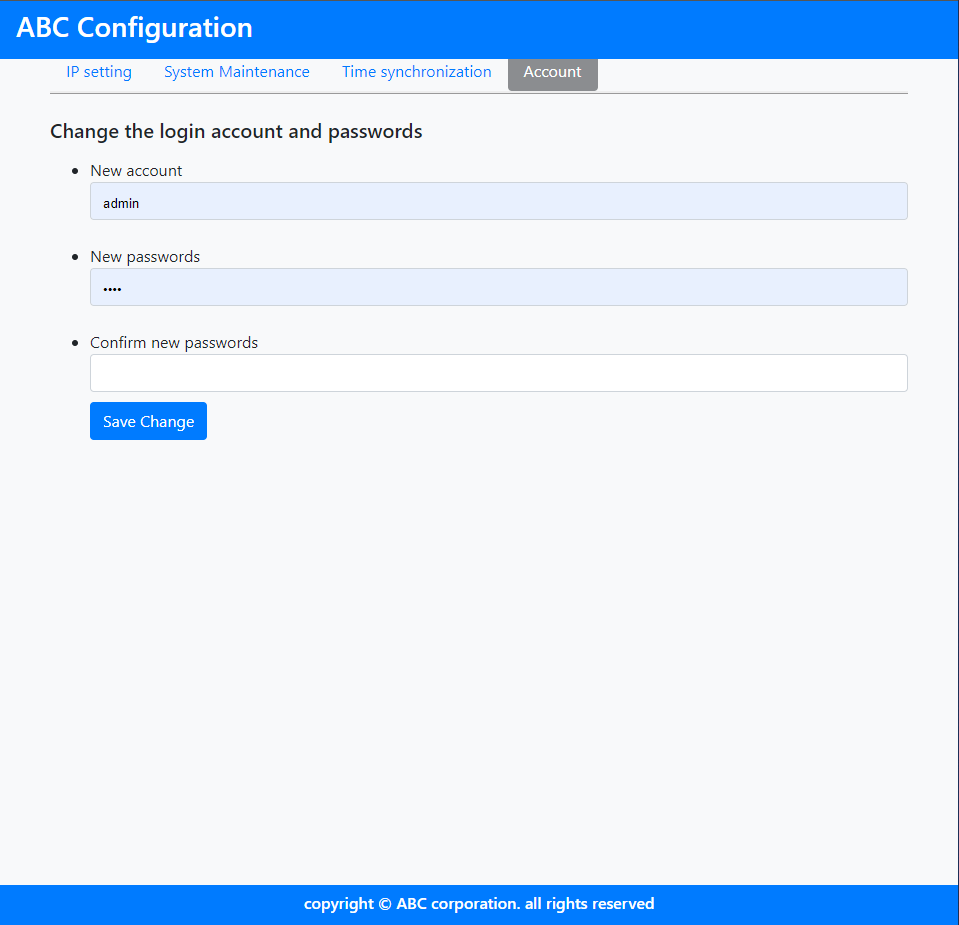 ABC Configuration
IP setting System Maintenance Time synchronization Account
Change the login account and passwords
• New account
admin
• New passwords
••••
• Confirm new passwords
Save Change
copyright © ABC corporation. all rights reserved